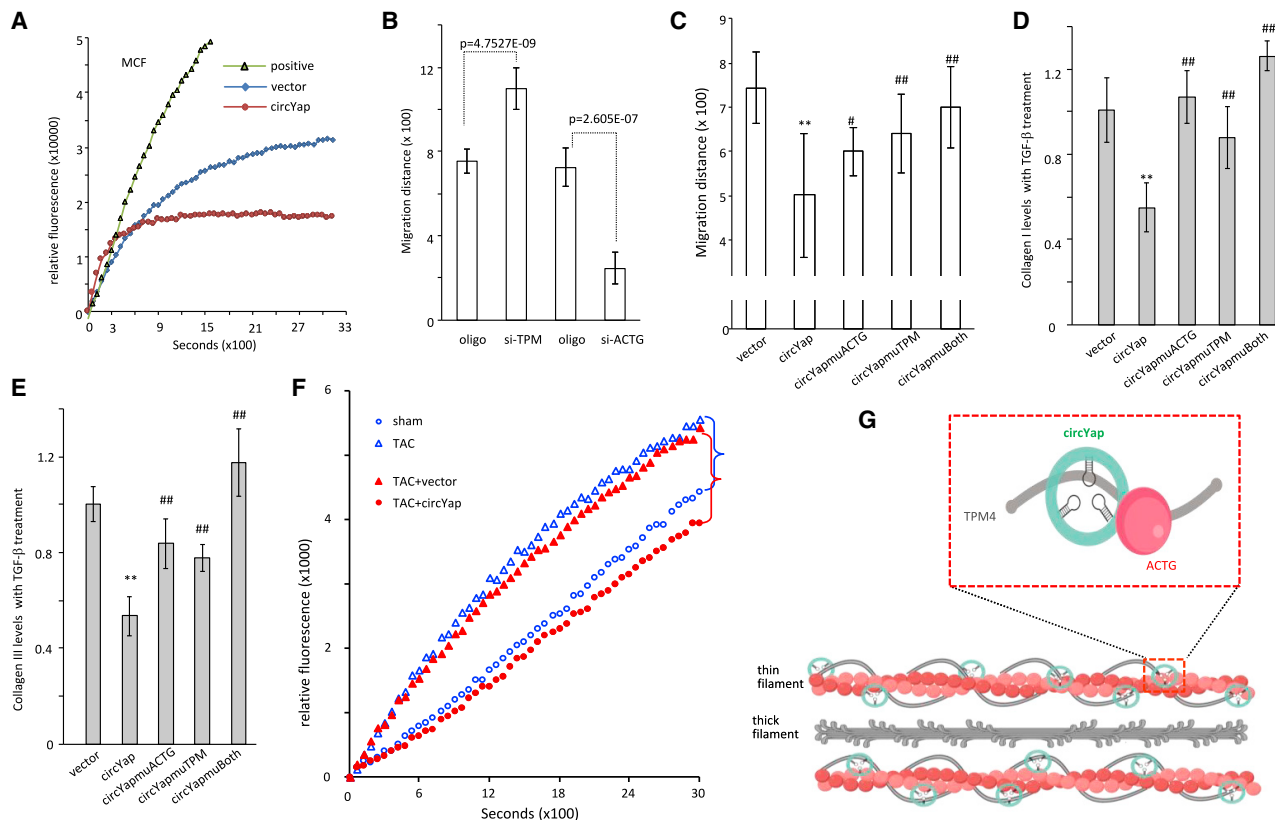 A
MCF
positive
vector
circYap
relative fluorescence (x10000)
5
4
3
2
1
0
0 3 9 15 21 27 33
Seconds (x100)
B
p=4.7527E-09
p=2.605E-07
Migration distance (x 100)
12
8
4
0
oligo si-TPM oligo si-ACTG
C
Migration distance (x 100)
9
8
7
6
5
4
0
**
#
##
##
vector
circYap
circYapmuACTG
circYapmuTPM
circYapmuBoth
D
Collagen I levels with TGF-β treatment
1.2
0.8
0.4
0
**
##
##
##
vector
circYap
circYapmuACTG
circYapmuTPM
circYapmuBoth
E
Collagen III levels with TGF-β treatment
1.2
0.8
0.4
0
**
##
##
##
vector
circYap
circYapmuACTG
circYapmuTPM
circYapmuBoth
F
sham
TAC
TAC+vector
TAC+circYap
relative fluorescence (x1000)
6
4
2
0
0 6 12 18 24 30
Seconds (x100)
G
circYap
TPM4
ACTG
thin
filament
thick
filament